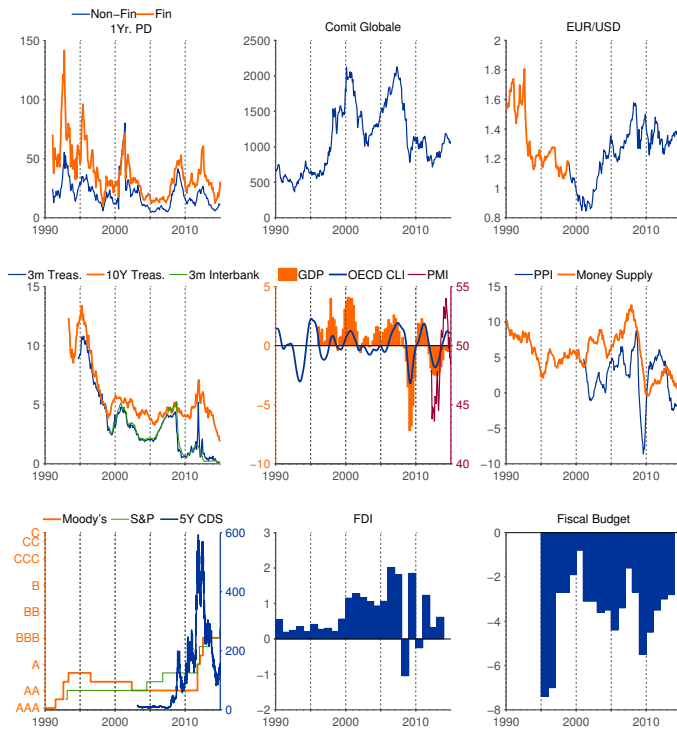 Non-Fin Fin
1Yr. PD
150
100
50
0
1990 2000 2010
Comit Globale
2500
2000
1500
1000
500
0
1990 2000 2010
EUR/USD
2
1.8
1.6
1.4
1.2
1
0.8
1990 2000 2010
3m Treas. 10Y Treas. 3m Interbank
15
10
5
0
1990 2000 2010
GDP OECD CLI PMI
5 55
0 50
−5 45
−10 40
1990 2000 2010
PPI Money Supply
15
10
5
0
−5
−10
1990 2000 2010
Moody's S&P 5Y CDS
C 600
CC
CCC
B 400
BB
BBB 200
A
AA
AAA 0
1990 2000 2010
FDI
3
2
1
0
−1
−2
1990 2000 2010
Fiscal Budget
0
−2
−4
−6
−8
1990 2000 2010